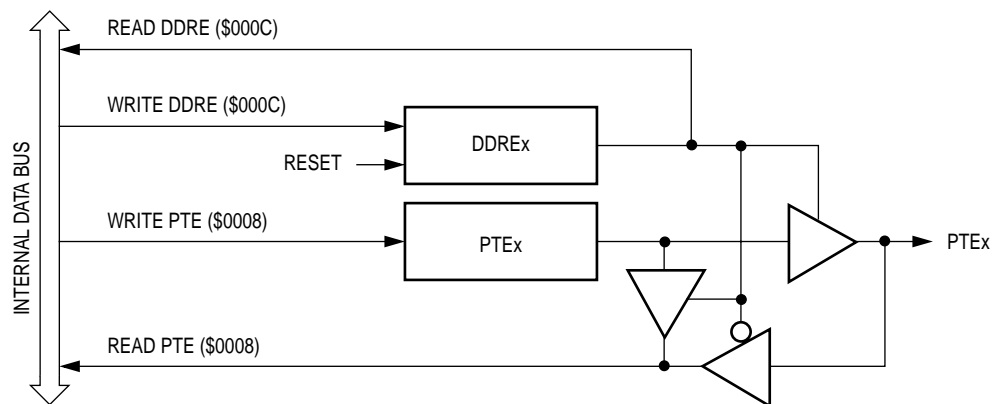 READ DDRE ($000C)
WRITE DDRE ($000C)
DDREx
RESET
WRITE PTE ($0008)
PTEx
PTEx
READ PTE ($0008)
INTERNAL DATA BUS